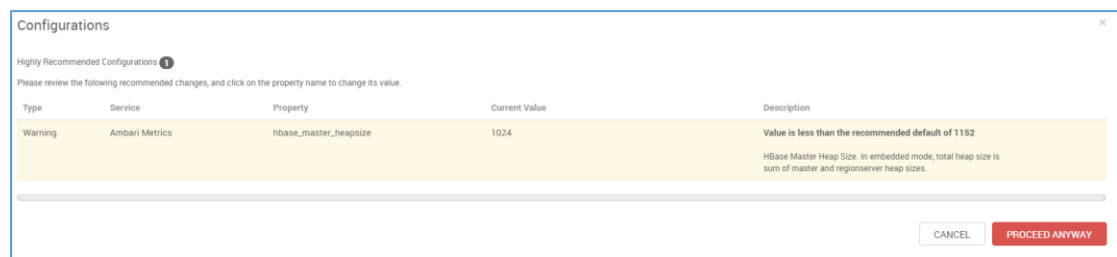 Configurations
×
Highly Recommended Configurations 1
Please review the folowing recommended changes, and click on the property name to change its value.
Type Service Property Current Value Description
Warning Ambari Metrics hbase_master_heapsize 1024 Value is less than the recommended default of 1152
HBase Master Heap Size. In embedded mode, total heap size is
sum of master and regionserver heap sizes.
CANCEL PROCEED ANYWAY